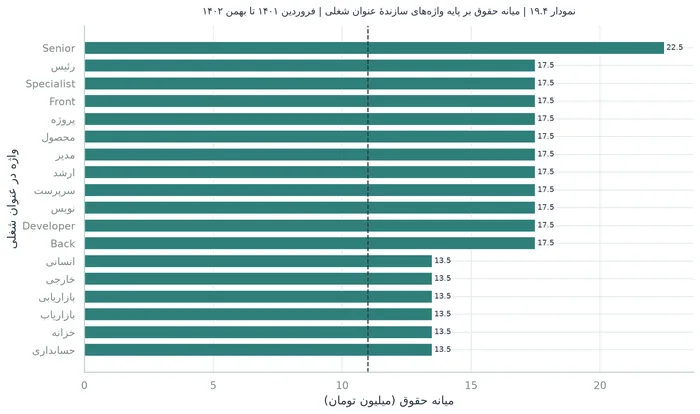 نمودار ۱۹.۴ | میانه حقوق بر پایه واژه‌های سازندهٔ عنوان شغلی | فروردین ۱۴۰۱ تا بهمن ۱۴۰۲
واژه در عنوان شغلی
Senior 22.5
رئیس 17.5
Specialist 17.5
Front 17.5
پروژه 17.5
محصول 17.5
مدیر 17.5
ارشد 17.5
سرپرست 17.5
نویس 17.5
Developer 17.5
Back 17.5
انسانی 13.5
خارجی 13.5
بازاریابی 13.5
بازاریاب 13.5
خزانه 13.5
حسابداری 13.5
0 5 10 15 20
میانه حقوق (میلیون تومان)